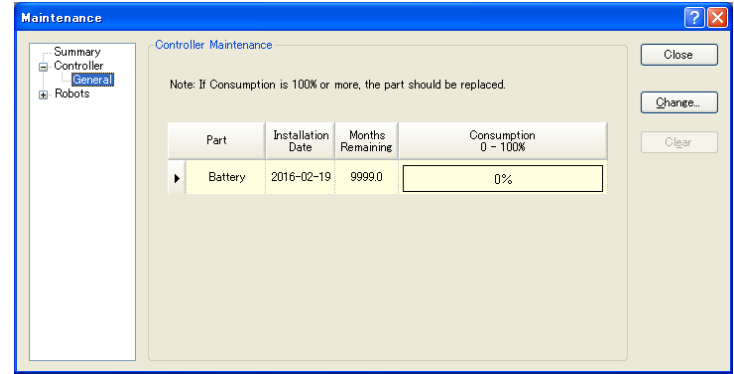 Maintenance
Summary
Controller
General
Robots
Controller Maintenance
Note: If Consumption is 100% or more, the part should be replaced.
Part
Installation
Date
Months
Remaining
Consumption
0 - 100%
Battery
2016-02-19
9999.0
0%
Close
Change...
Clear